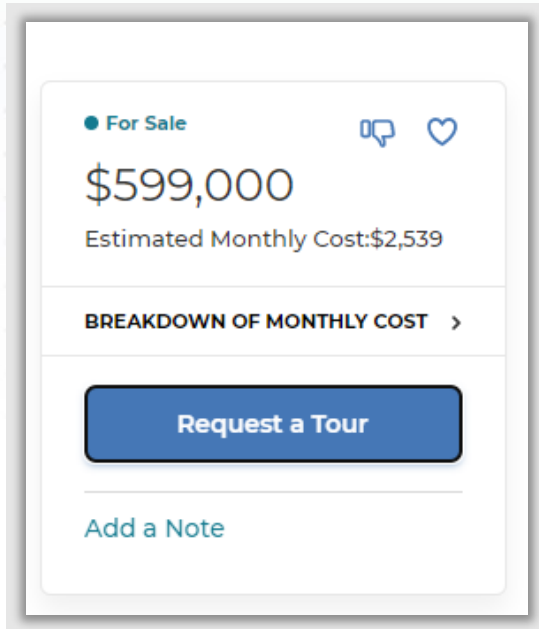 For Sale
$599,000
Estimated Monthly Cost:$2,539
BREAKDOWN OF MONTHLY COST
Request a Tour
Add a Note